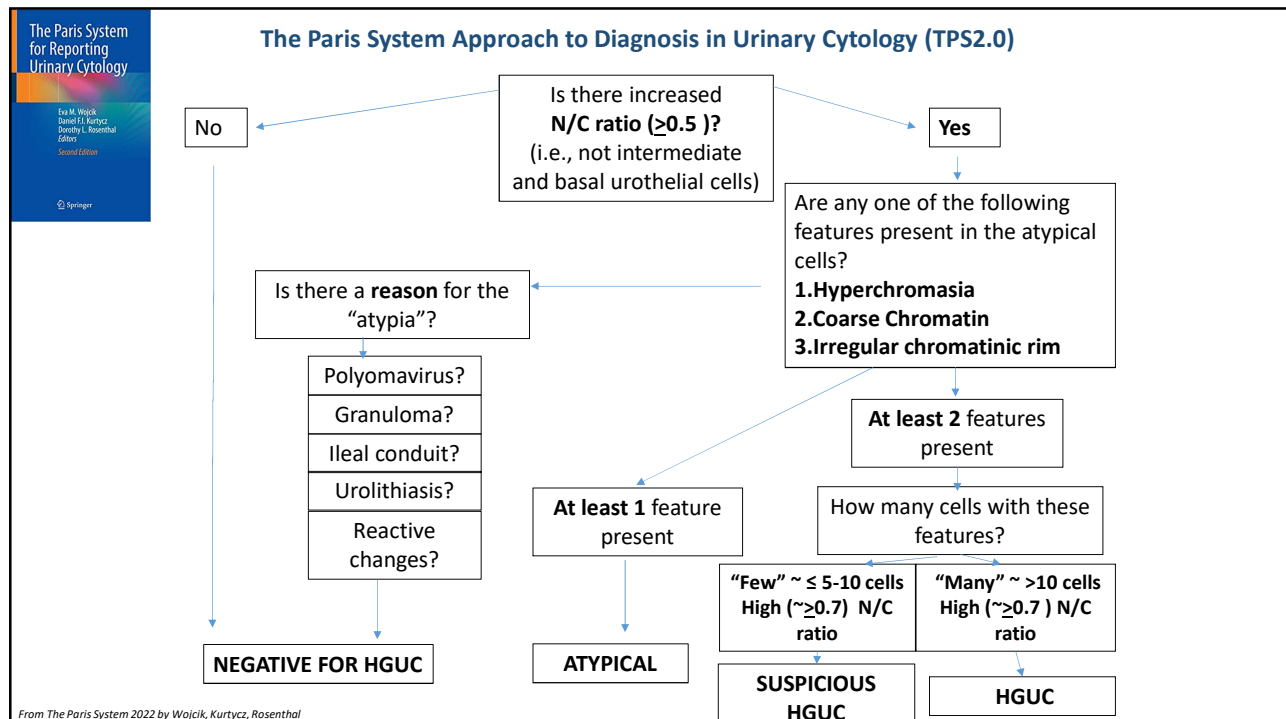 The Paris System
for Reporting
Urinary Cytology
Eva M. Wojcik
Daniel F.I. Kurtycz
Dorothy L. Rosenthal
Editors
Second Edition
Springer
The Paris System Approach to Diagnosis in Urinary Cytology (TPS2.0)
Is there increased
N/C ratio (≥0.5 )?
(i.e., not intermediate
and basal urothelial cells)
No
Yes
Are any one of the following
features present in the atypical
cells?
1.Hyperchromasia
2.Coarse Chromatin
3.Irregular chromatinic rim
Is there a reason for the
“atypia”?
Polyomavirus?
Granuloma?
Ileal conduit?
Urolithiasis?
Reactive
changes?
At least 1 feature
present
At least 2 features
present
How many cells with these
features?
“Few” ~ ≤ 5-10 cells
High (~≥0.7) N/C
ratio
“Many” ~ >10 cells
High (~≥0.7 ) N/C
ratio
NEGATIVE FOR HGUC
ATYPICAL
SUSPICIOUS
HGUC
HGUC
From The Paris System 2022 by Wojcik, Kurtycz, Rosenthal